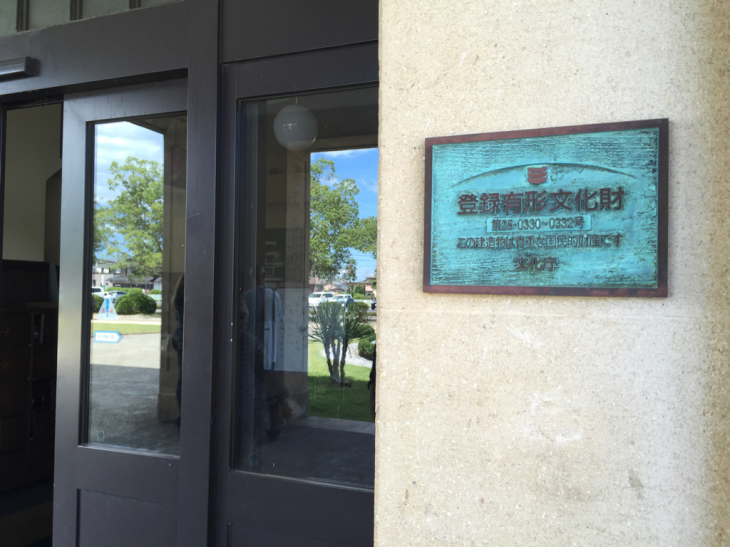 登録有形文化財
第25-0330~0332号
この建造物は貴重な国民的財産です
文化庁